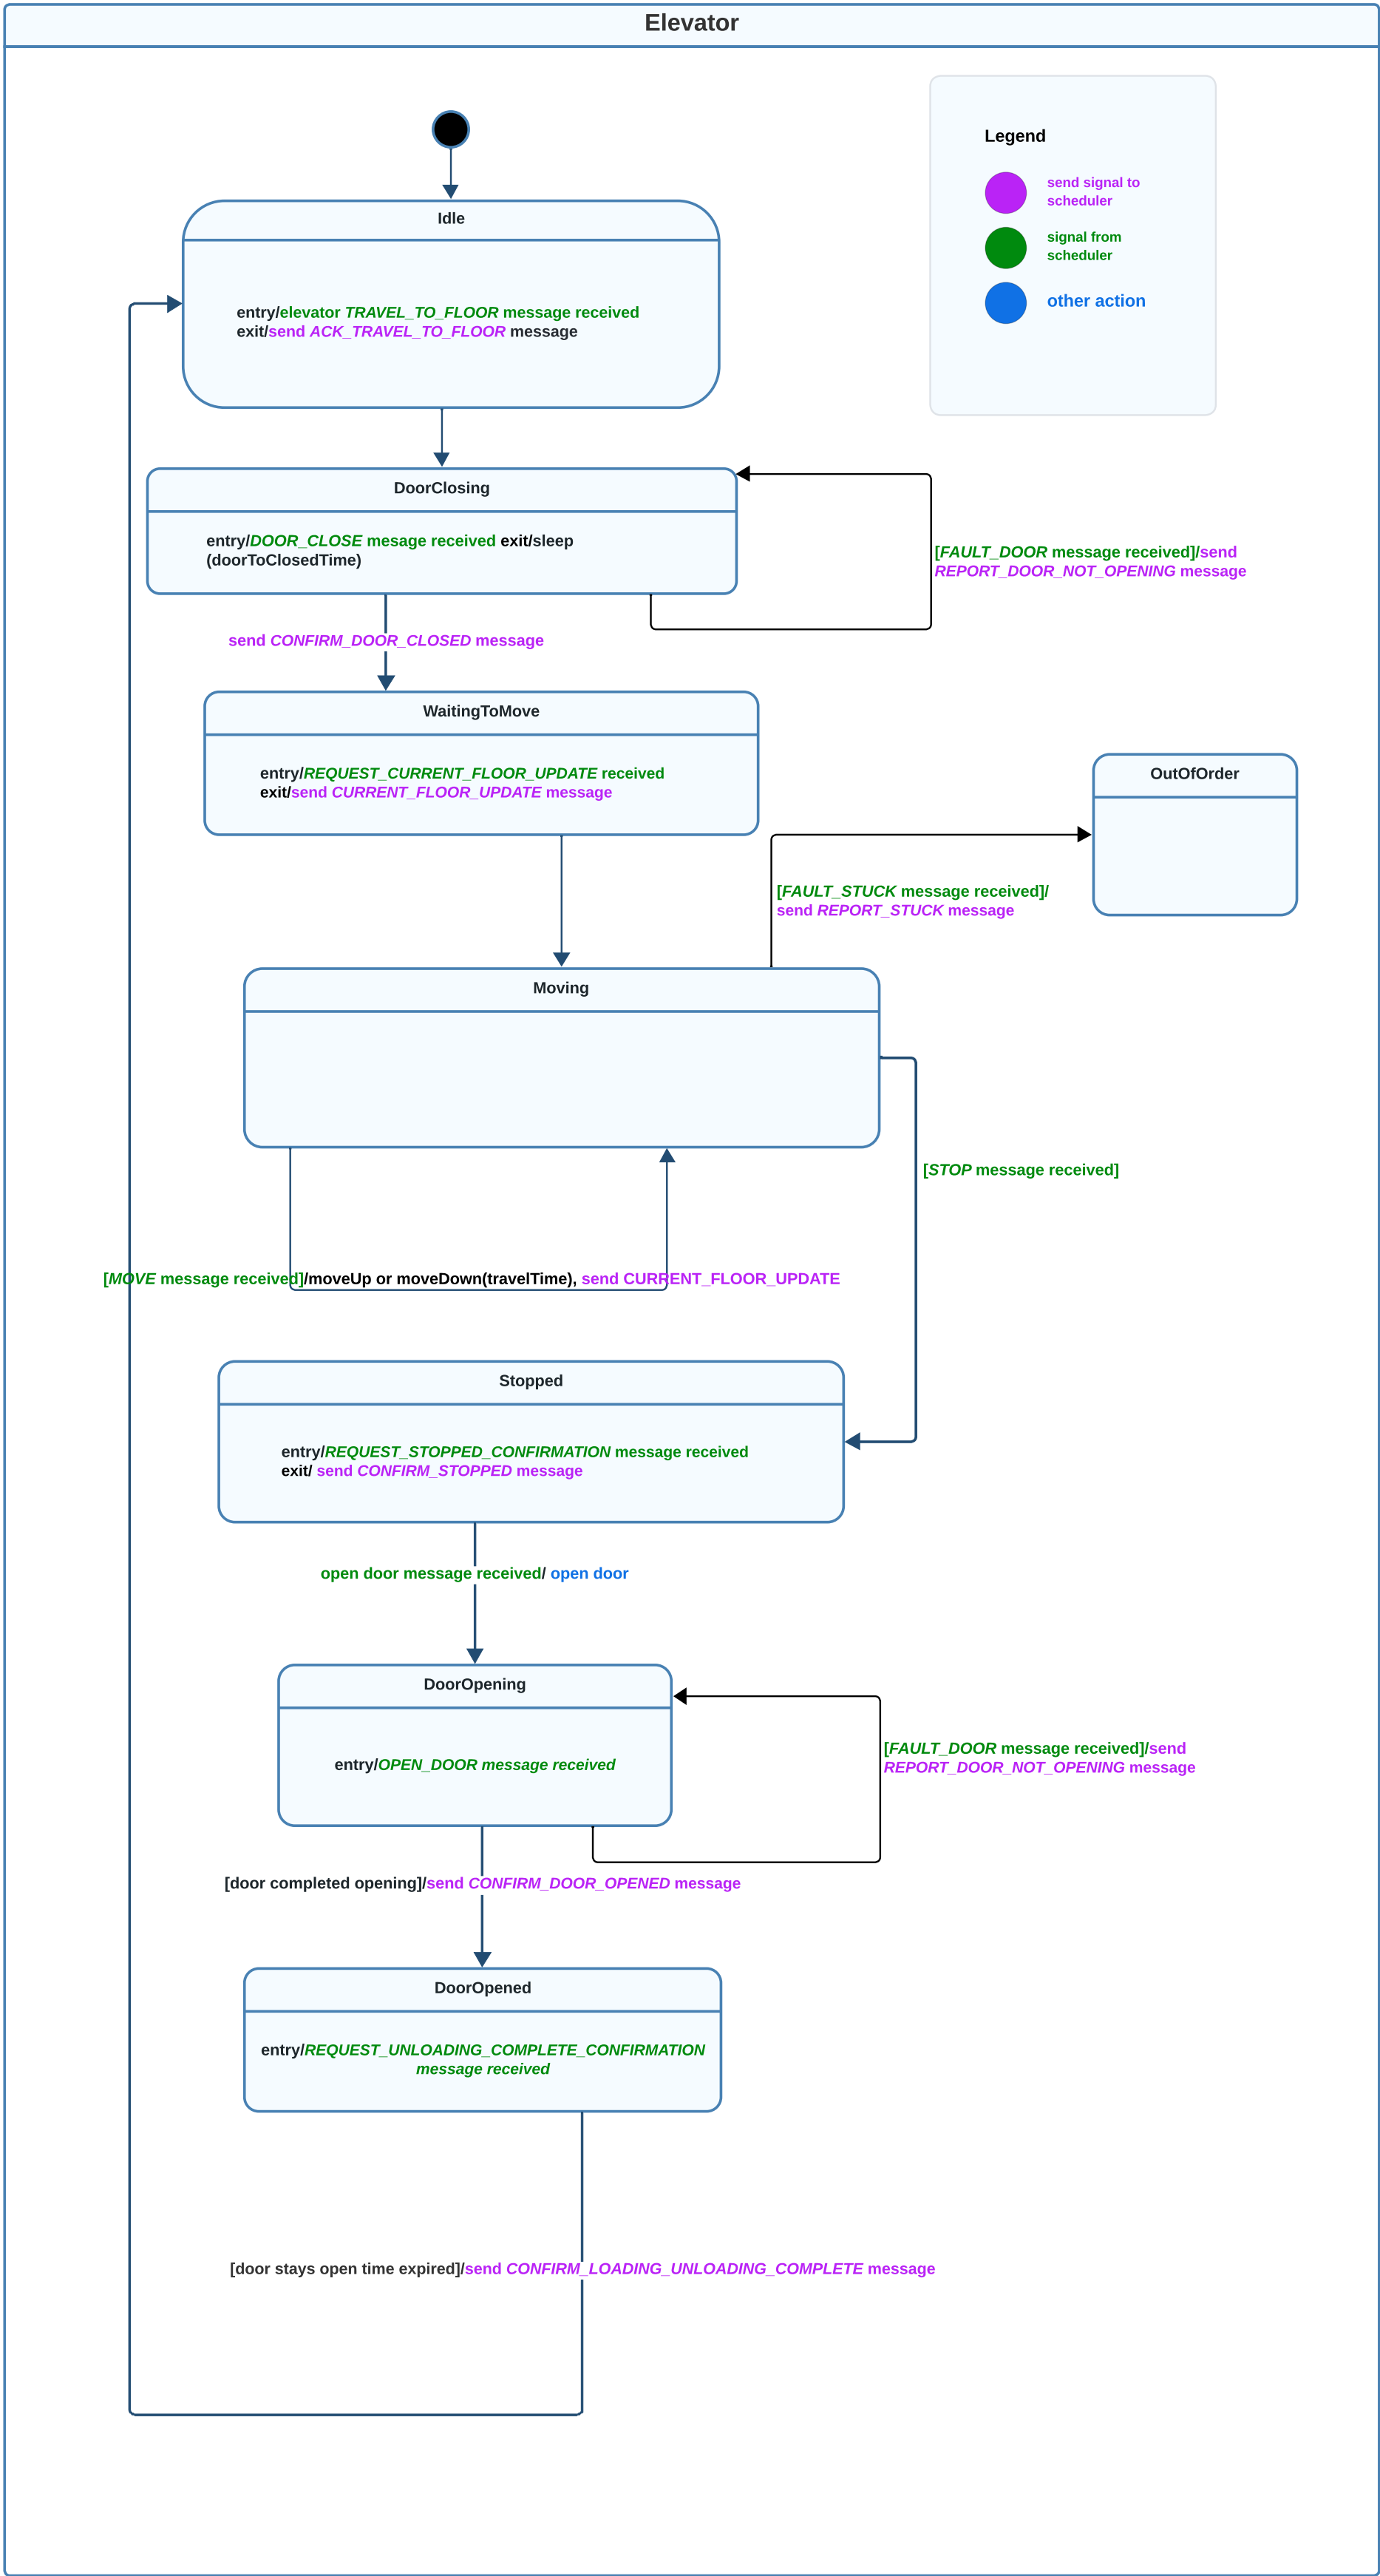 Elevator
Legend
send signal to
scheduler
signal from
scheduler
other action
Idle
entry/elevator TRAVEL_TO_FLOOR message received
exit/send ACK_TRAVEL_TO_FLOOR message
DoorClosing
entry/DOOR_CLOSE mesage received exit/sleep
(doorToClosedTime)
[FAULT_DOOR message received]/send
REPORT_DOOR_NOT_OPENING message
send CONFIRM_DOOR_CLOSED message
WaitingToMove
entry/REQUEST_CURRENT_FLOOR_UPDATE received
exit/send CURRENT_FLOOR_UPDATE message
OutOfOrder
[FAULT_STUCK message received]/
send REPORT_STUCK message
Moving
[STOP message received]
[MOVE message received]/moveUp or moveDown(travelTime), send CURRENT_FLOOR_UPDATE
Stopped
entry/REQUEST_STOPPED_CONFIRMATION message received
exit/ send CONFIRM_STOPPED message
open door message received/ open door
DoorOpening
entry/OPEN_DOOR message received
[FAULT_DOOR message received]/send
REPORT_DOOR_NOT_OPENING message
[door completed opening]/send CONFIRM_DOOR_OPENED message
DoorOpened
entry/REQUEST_UNLOADING_COMPLETE_CONFIRMATION
message received
[door stays open time expired]/send CONFIRM_LOADING_UNLOADING_COMPLETE message